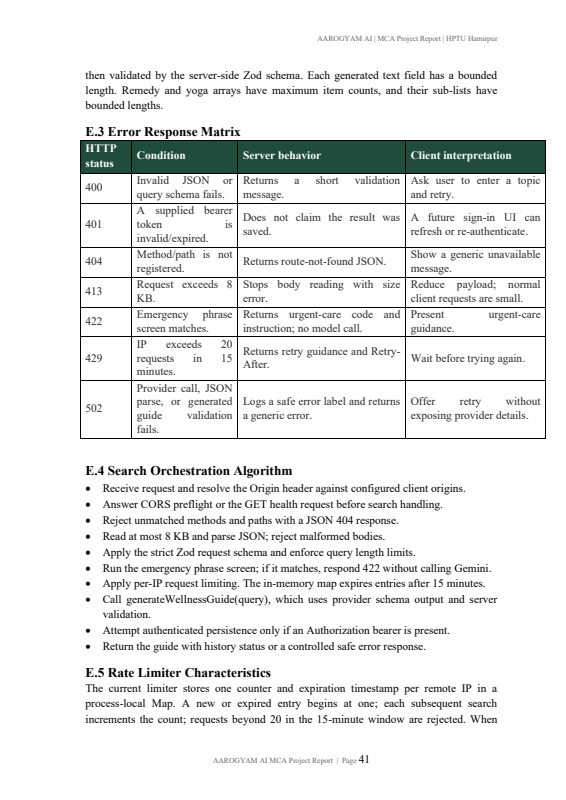 AAROGYAM AI | MCA Project Report | HPTU Hamirpur
then validated by the server-side Zod schema. Each generated text field has a bounded
length. Remedy and yoga arrays have maximum item counts, and their sub-lists have
bounded lengths.
E.3 Error Response Matrix
HTTP status | Condition | Server behavior | Client interpretation
400 | Invalid JSON or query schema fails. | Returns a short validation message. | Ask user to enter a topic and retry.
401 | A supplied bearer token is invalid/expired. | Does not claim the result was saved. | A future sign-in UI can refresh or re-authenticate.
404 | Method/path is not registered. | Returns route-not-found JSON. | Show a generic unavailable message.
413 | Request exceeds 8 KB. | Stops body reading with size error. | Reduce payload; normal client requests are small.
422 | Emergency phrase screen matches. | Returns urgent-care code and instruction; no model call. | Present urgent-care guidance.
429 | IP exceeds 20 requests in 15 minutes. | Returns retry guidance and Retry-After. | Wait before trying again.
502 | Provider call, JSON parse, or generated guide validation fails. | Logs a safe error label and returns a generic error. | Offer retry without exposing provider details.
E.4 Search Orchestration Algorithm
• Receive request and resolve the Origin header against configured client origins.
• Answer CORS preflight or the GET health request before search handling.
• Reject unmatched methods and paths with a JSON 404 response.
• Read at most 8 KB and parse JSON; reject malformed bodies.
• Apply the strict Zod request schema and enforce query length limits.
• Run the emergency phrase screen; if it matches, respond 422 without calling Gemini.
• Apply per-IP request limiting. The in-memory map expires entries after 15 minutes.
• Call generateWellnessGuide(query), which uses provider schema output and server
validation.
• Attempt authenticated persistence only if an Authorization bearer is present.
• Return the guide with history status or a controlled safe error response.
E.5 Rate Limiter Characteristics
The current limiter stores one counter and expiration timestamp per remote IP in a
process-local Map. A new or expired entry begins at one; each subsequent search
increments the count; requests beyond 20 in the 15-minute window are rejected. When
AAROGYAM AI MCA Project Report | Page 41